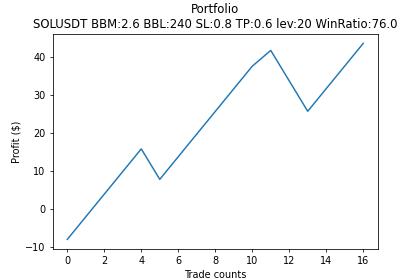 Portfolio
SOLUSDT BBM:2.6 BBL:240 SL:0.8 TP:0.6 lev:20 WinRatio:76.0
Profit ($)
40
30
20
10
0
−10
0 2 4 6 8 10 12 14 16
Trade counts